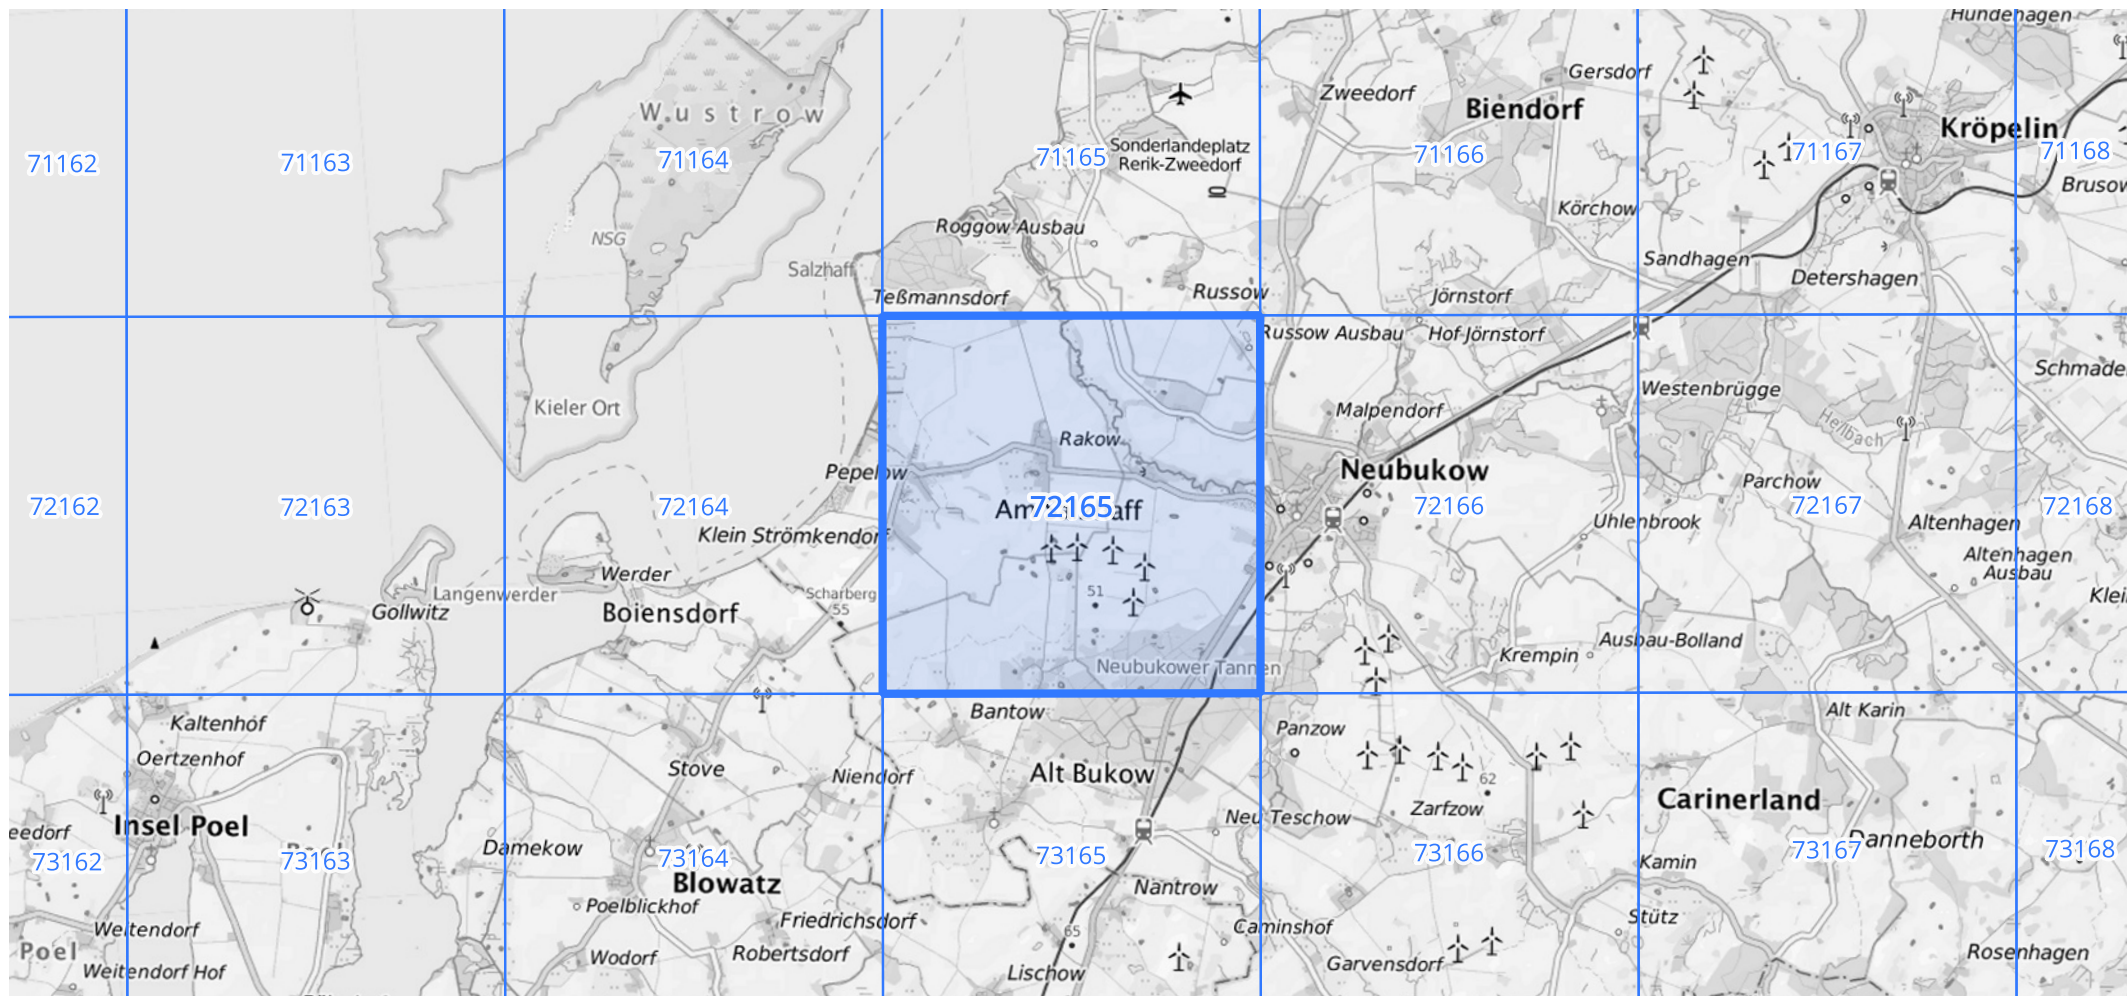 Hundehagen
Gersdorf
Zweedorf
Biendorf
Wustrow
Kröpelin
Sonderlandeplatz
Rerik-Zweedorf
71162
71163
71164
71165
71166
71167
71168
Brusow
Körchow
Roggow Ausbau
NSG
Sandhagen
Salzhaff
Detershagen
Teßmannsdorf
Russow
Jörnstorf
Russow Ausbau
Hof-Jörnstorf
Schmade
Westenbrügge
Kieler Ort
Malpendorf
Hellbach
Rakow
Pepelow
Neubukow
Parchow
72162
72163
72164
72165
72166
72167
72168
Klein Strömkendorf
Uhlenbrook
Altenhagen
Altenhagen
Ausbau
Werder
Langenwerder
Scharberg
55
51
Klei
Gollwitz
Boiensdorf
Ausbau-Bolland
Krempin
Neubukower Tannen
Kaltenhof
Bantow
Alt Karin
Panzow
Oertzenhof
Stove
Niendorf
Alt Bukow
62
Carinerland
Zarfzow
Neu Teschow
Insel Poel
eedorf
Damekow
Danneborth
73162
73163
73164
73165
73166
73167
73168
Kamin
Blowatz
Nantrow
Poelblickhof
Friedrichsdorf
Stütz
Caminshof
Weitendorf
65
Poel
Wodorf
Robertsdorf
Rosenhagen
Garvensdorf
Weitendorf Hof
Lischow